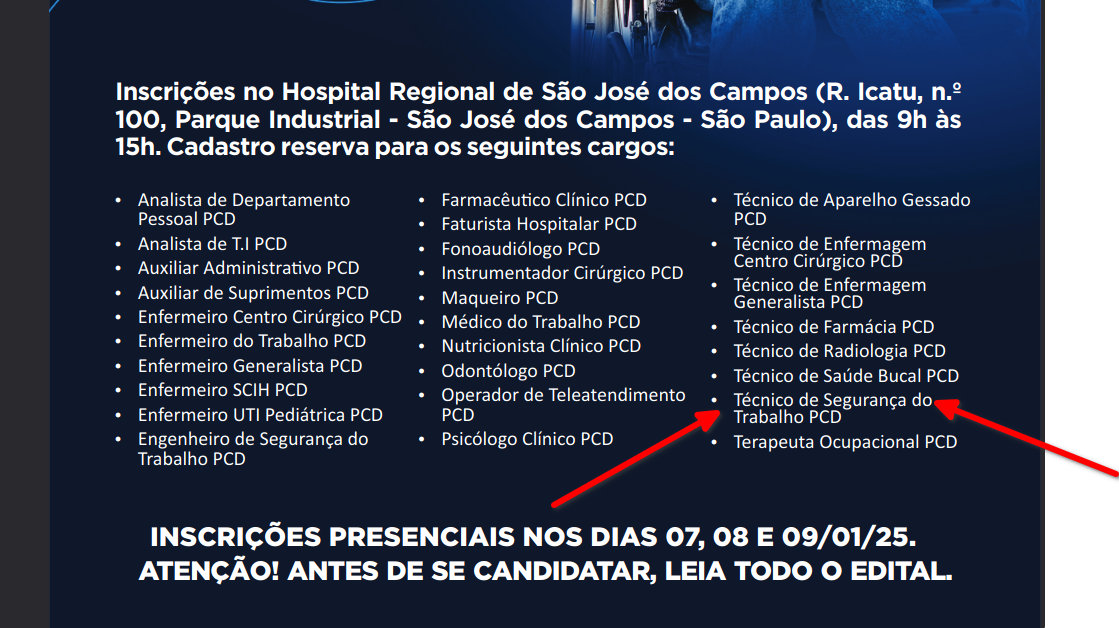 Inscrições no Hospital Regional de São José dos Campos (R. Icatu, n.º
100, Parque Industrial - São José dos Campos - São Paulo), das 9h às
15h. Cadastro reserva para os seguintes cargos:
• Analista de Departamento
Pessoal PCD
• Analista de T.I PCD
• Auxiliar Administrativo PCD
• Auxiliar de Suprimentos PCD
• Enfermeiro Centro Cirúrgico PCD
• Enfermeiro do Trabalho PCD
• Enfermeiro Generalista PCD
• Enfermeiro SCIH PCD
• Enfermeiro UTI Pediátrica PCD
• Engenheiro de Segurança do
Trabalho PCD
• Farmacêutico Clínico PCD
• Faturista Hospitalar PCD
• Fonoaudiólogo PCD
• Instrumentador Cirúrgico PCD
• Maqueiro PCD
• Médico do Trabalho PCD
• Nutricionista Clínico PCD
• Odontólogo PCD
• Operador de Teleatendimento
PCD
• Psicólogo Clínico PCD
• Técnico de Aparelho Gessado
PCD
• Técnico de Enfermagem
Centro Cirúrgico PCD
• Técnico de Enfermagem
Generalista PCD
• Técnico de Farmácia PCD
• Técnico de Radiologia PCD
• Técnico de Saúde Bucal PCD
• Técnico de Segurança do
Trabalho PCD
• Terapeuta Ocupacional PCD
INSCRIÇÕES PRESENCIAIS NOS DIAS 07, 08 E 09/01/25.
ATENÇÃO! ANTES DE SE CANDIDATAR, LEIA TODO O EDITAL.